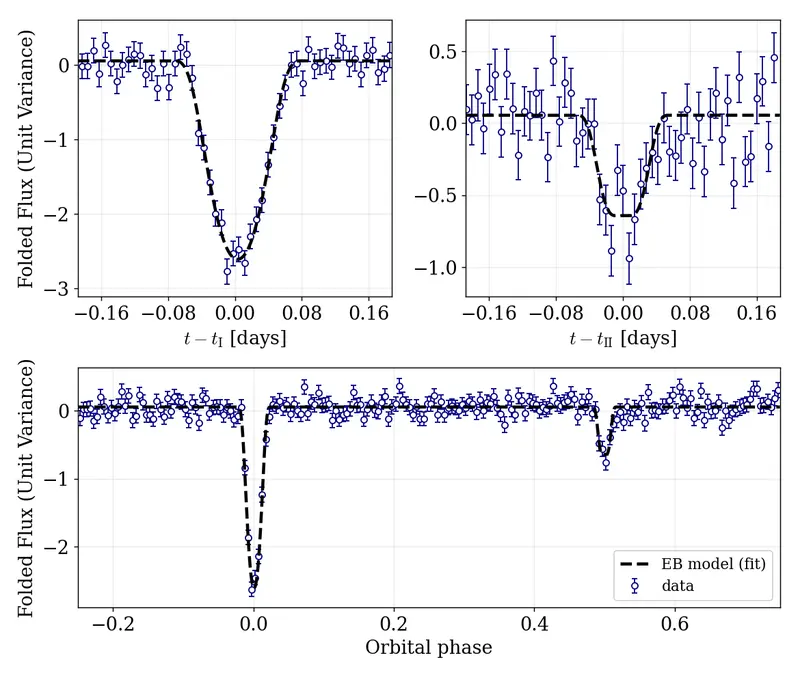 Folded Flux (Unit Variance)
0
−1
−2
−3
−0.16 −0.08 0.00 0.08 0.16
t − t_I [days]
0.5
0.0
−0.5
−1.0
−0.16 −0.08 0.00 0.08 0.16
t − t_II [days]
Folded Flux (Unit Variance)
0
−1
−2
−0.2 0.0 0.2 0.4 0.6
Orbital phase
EB model (fit)
data